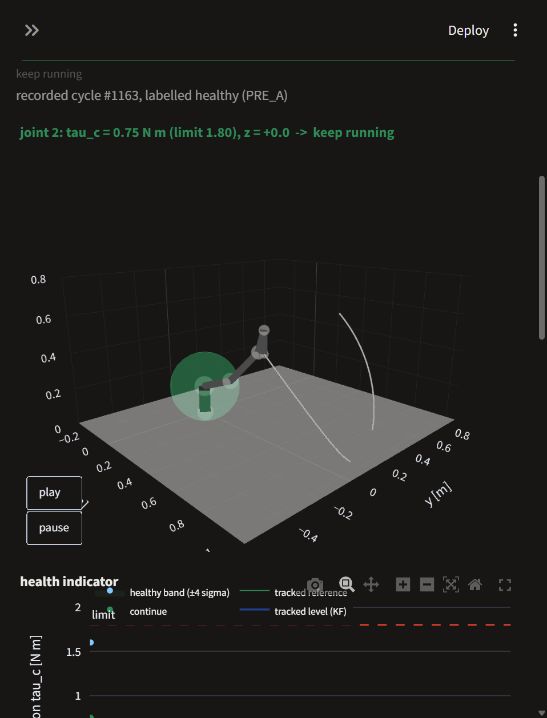 Deploy
keep running
recorded cycle #1163, labelled healthy (PRE_A)
joint 2: tau_c = 0.75 N m (limit 1.80), z = +0.0 -> keep running
0.8
0.6
0.4
0.2
0
−0.2
0
0.2
0.4
0.6
0.8
0.8
0.6
0.4
0.2
0
−0.2
−0.4
y [m]
play
pause
health indicator
healthy band (±4 sigma)
tracked reference
continue
tracked level (KF)
limit
2
1.5
1
on tau_c [N m]